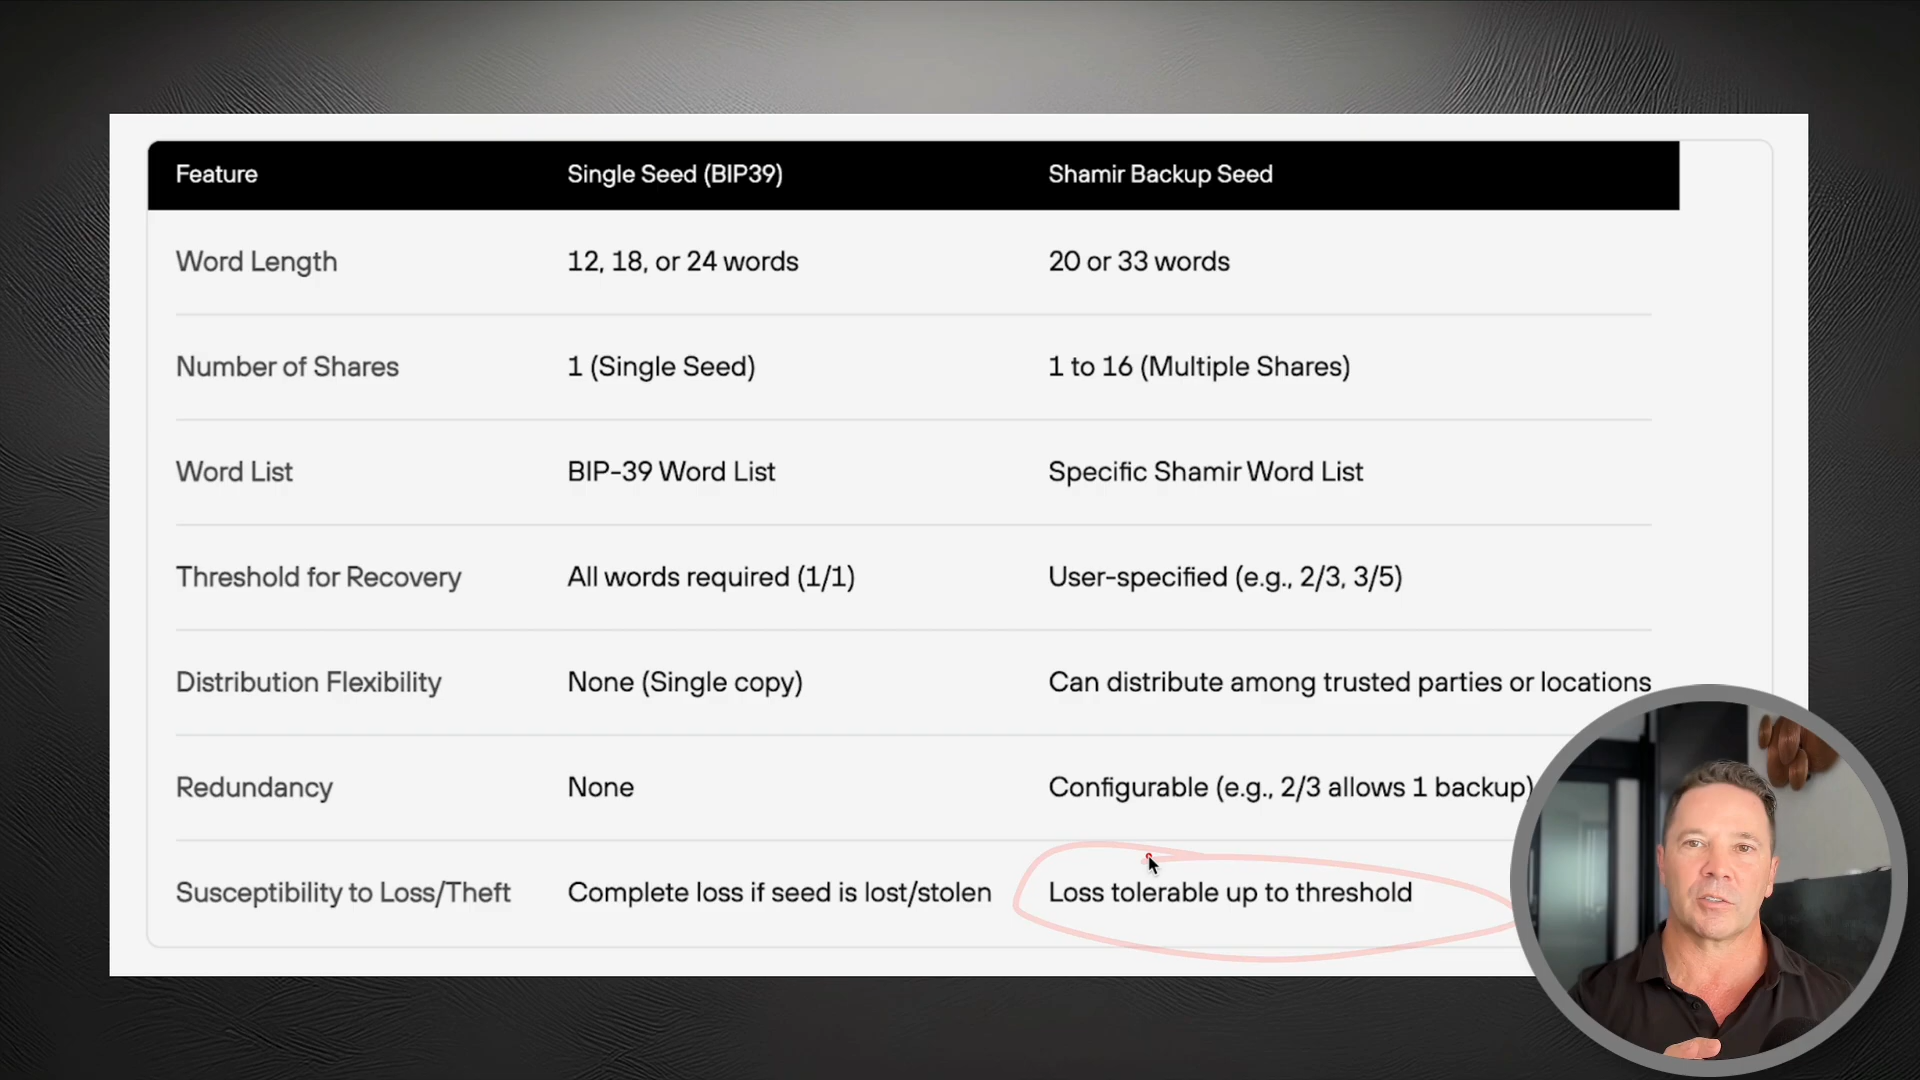 Feature Single Seed (BIP39) Shamir Backup Seed
Word Length 12, 18, or 24 words 20 or 33 words
Number of Shares 1 (Single Seed) 1 to 16 (Multiple Shares)
Word List BIP-39 Word List Specific Shamir Word List
Threshold for Recovery All words required (1/1) User-specified (e.g., 2/3, 3/5)
Distribution Flexibility None (Single copy) Can distribute among trusted parties or locations
Redundancy None Configurable (e.g., 2/3 allows 1 backup)
Susceptibility to Loss/Theft Complete loss if seed is lost/stolen Loss tolerable up to threshold